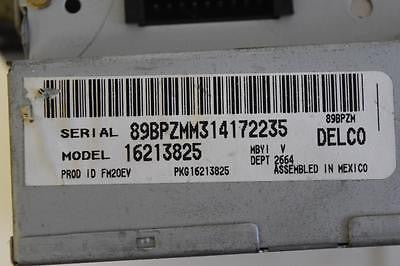 89BPZM
SERIAL 89BPZMM314172235 DELCO
MODEL 16213825 MBYI V
DEPT 2664
PROD ID FM20EV PKG16213825 ASSEMBLED IN MEXICO